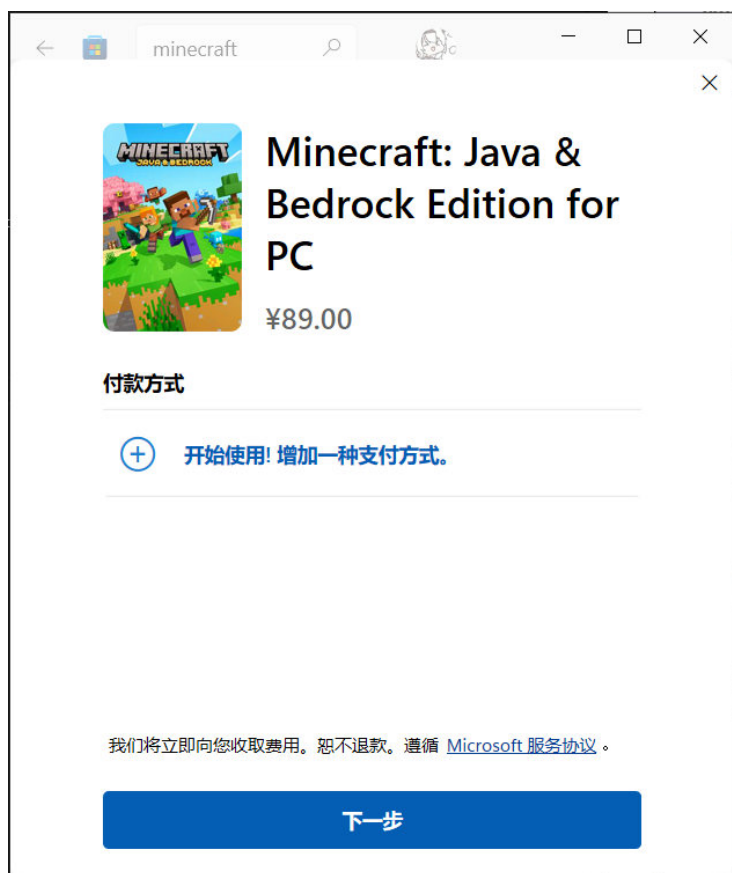 minecraft
MINECRAFT
JAVA & BEDROCK
Minecraft: Java &
Bedrock Edition for
PC
¥89.00
付款方式
开始使用! 增加一种支付方式。
我们将立即向您收取费用。恕不退款。遵循 Microsoft 服务协议 。
下一步